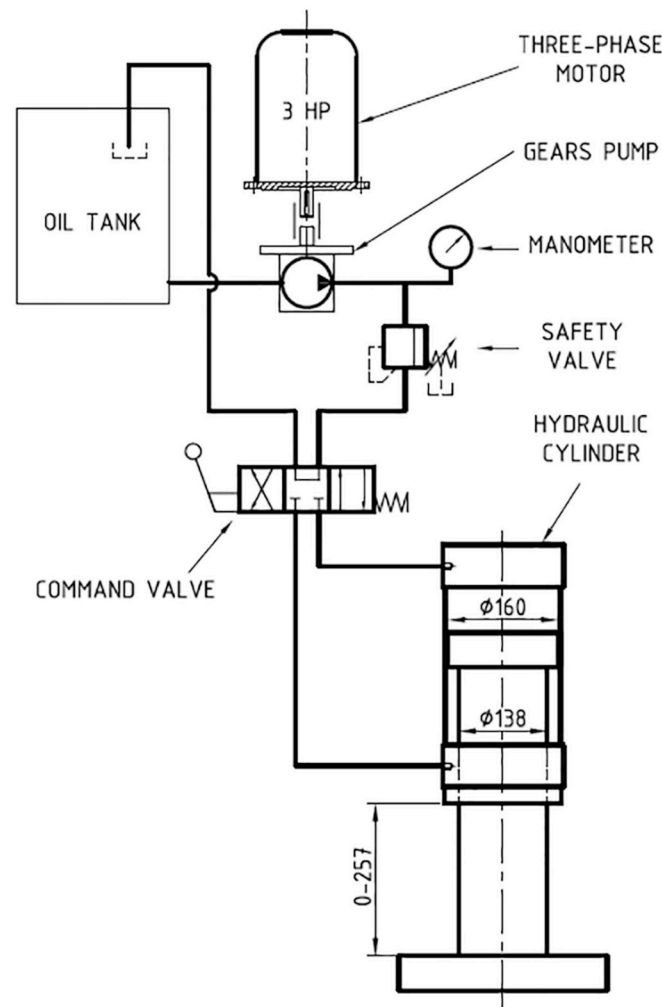 THREE-PHASE
MOTOR
3 HP
GEARS PUMP
OIL TANK
MANOMETER
SAFETY
VALVE
HYDRAULIC
CYLINDER
COMMAND VALVE
Ø160
Ø138
0-257